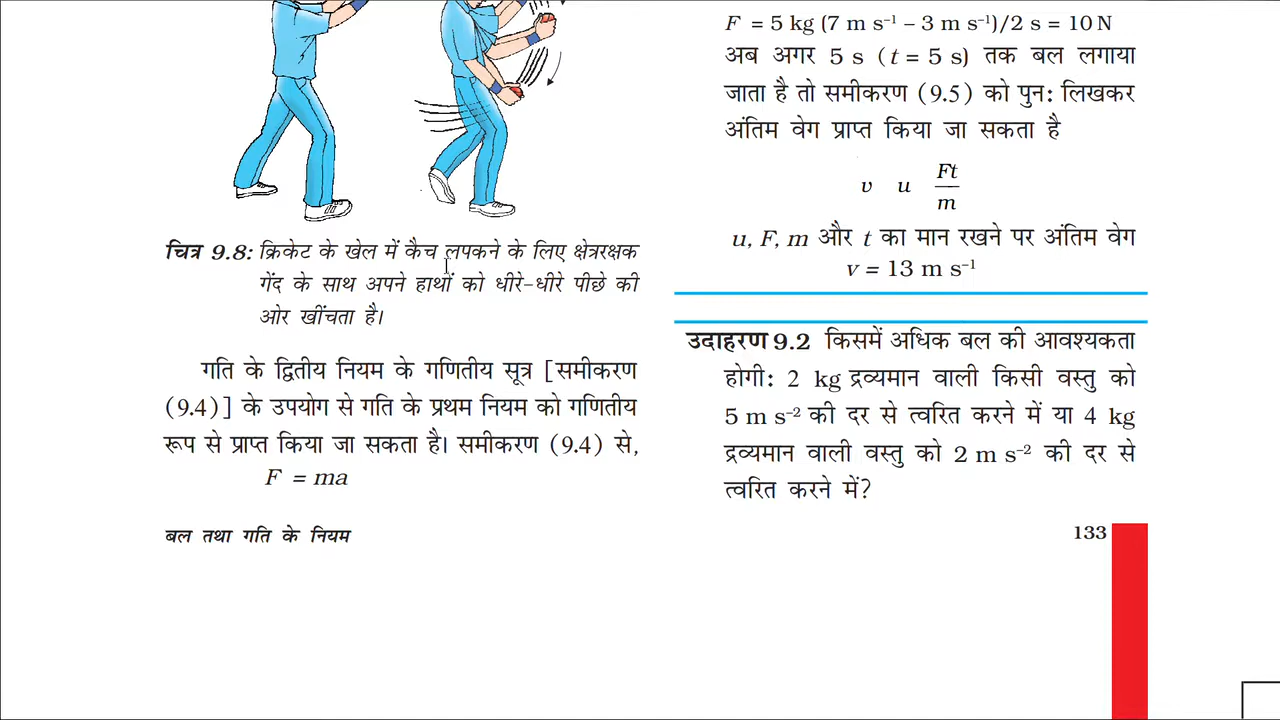 चित्र 9.8: क्रिकेट के खेल में कैच लपकने के लिए क्षेत्ररक्षक
गेंद के साथ अपने हाथों को धीरे-धीरे पीछे की
ओर खींचता है।
गति के द्वितीय नियम के गणितीय सूत्र [समीकरण
(9.4)] के उपयोग से गति के प्रथम नियम को गणितीय
रूप से प्राप्त किया जा सकता है। समीकरण (9.4) से,
F = ma
F = 5 kg (7 m s⁻¹ – 3 m s⁻¹)/2 s = 10 N
अब अगर 5 s (t = 5 s) तक बल लगाया
जाता है तो समीकरण (9.5) को पुन: लिखकर
अंतिम वेग प्राप्त किया जा सकता है
v u Ft
m
u, F, m और t का मान रखने पर अंतिम वेग
v = 13 m s⁻¹
उदाहरण 9.2 किसमें अधिक बल की आवश्यकता
होगी: 2 kg द्रव्यमान वाली किसी वस्तु को
5 m s⁻² की दर से त्वरित करने में या 4 kg
द्रव्यमान वाली वस्तु को 2 m s⁻² की दर से
त्वरित करने में?
बल तथा गति के नियम
133